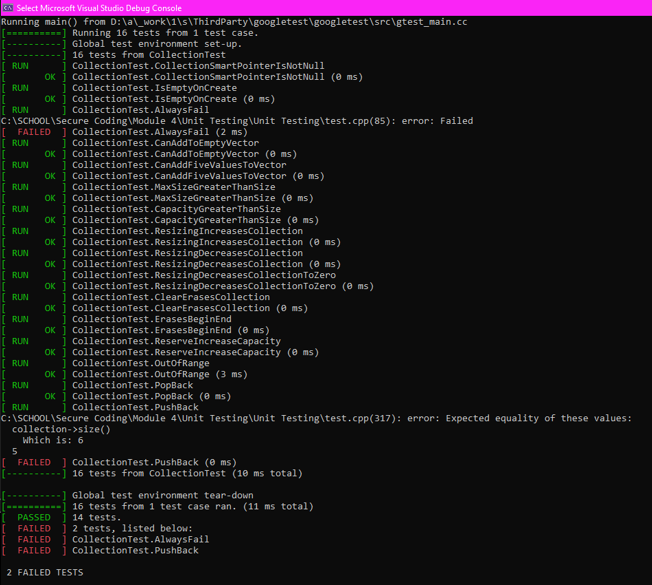 Select Microsoft Visual Studio Debug Console
Running main() from D:\a\_work\1\s\ThirdParty\googletest\googletest\src\gtest_main.cc
[==========] Running 16 tests from 1 test case.
[----------] Global test environment set-up.
[----------] 16 tests from CollectionTest
[ RUN      ] CollectionTest.CollectionSmartPointerIsNotNull
[       OK ] CollectionTest.CollectionSmartPointerIsNotNull (0 ms)
[ RUN      ] CollectionTest.IsEmptyOnCreate
[       OK ] CollectionTest.IsEmptyOnCreate (0 ms)
[ RUN      ] CollectionTest.AlwaysFail
C:\SCHOOL\Secure Coding\Module 4\Unit Testing\Unit Testing\test.cpp(85): error: Failed
[  FAILED  ] CollectionTest.AlwaysFail (2 ms)
[ RUN      ] CollectionTest.CanAddToEmptyVector
[       OK ] CollectionTest.CanAddToEmptyVector (0 ms)
[ RUN      ] CollectionTest.CanAddFiveValuesToVector
[       OK ] CollectionTest.CanAddFiveValuesToVector (0 ms)
[ RUN      ] CollectionTest.MaxSizeGreaterThanSize
[       OK ] CollectionTest.MaxSizeGreaterThanSize (0 ms)
[ RUN      ] CollectionTest.CapacityGreaterThanSize
[       OK ] CollectionTest.CapacityGreaterThanSize (0 ms)
[ RUN      ] CollectionTest.ResizingIncreasesCollection
[       OK ] CollectionTest.ResizingIncreasesCollection (0 ms)
[ RUN      ] CollectionTest.ResizingDecreasesCollection
[       OK ] CollectionTest.ResizingDecreasesCollection (0 ms)
[ RUN      ] CollectionTest.ResizingDecreasesCollectionToZero
[       OK ] CollectionTest.ResizingDecreasesCollectionToZero (0 ms)
[ RUN      ] CollectionTest.ClearErasesCollection
[       OK ] CollectionTest.ClearErasesCollection (0 ms)
[ RUN      ] CollectionTest.ErasesBeginEnd
[       OK ] CollectionTest.ErasesBeginEnd (0 ms)
[ RUN      ] CollectionTest.ReserveIncreaseCapacity
[       OK ] CollectionTest.ReserveIncreaseCapacity (0 ms)
[ RUN      ] CollectionTest.OutOfRange
[       OK ] CollectionTest.OutOfRange (3 ms)
[ RUN      ] CollectionTest.PopBack
[       OK ] CollectionTest.PopBack (0 ms)
[ RUN      ] CollectionTest.PushBack
C:\SCHOOL\Secure Coding\Module 4\Unit Testing\Unit Testing\test.cpp(317): error: Expected equality of these values:
  collection->size()
    Which is: 6
  5
[  FAILED  ] CollectionTest.PushBack (0 ms)
[----------] 16 tests from CollectionTest (10 ms total)
[----------] Global test environment tear-down
[==========] 16 tests from 1 test case ran. (11 ms total)
[  PASSED  ] 14 tests.
[  FAILED  ] 2 tests, listed below:
[  FAILED  ] CollectionTest.AlwaysFail
[  FAILED  ] CollectionTest.PushBack
 2 FAILED TESTS